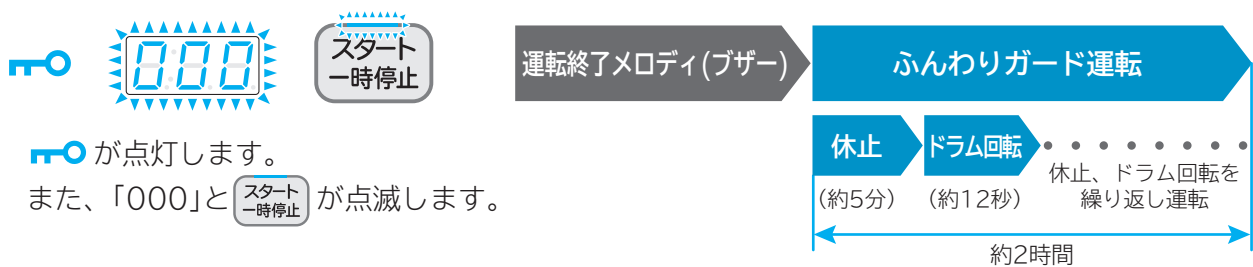 000
スタート
一時停止
が点灯します。
また、「000」と スタート 一時停止 が点滅します。
運転終了メロディ(ブザー)
ふんわりガード運転
休止
ドラム回転
(約5分)
(約12秒)
休止、ドラム回転を
繰り返し運転
約2時間